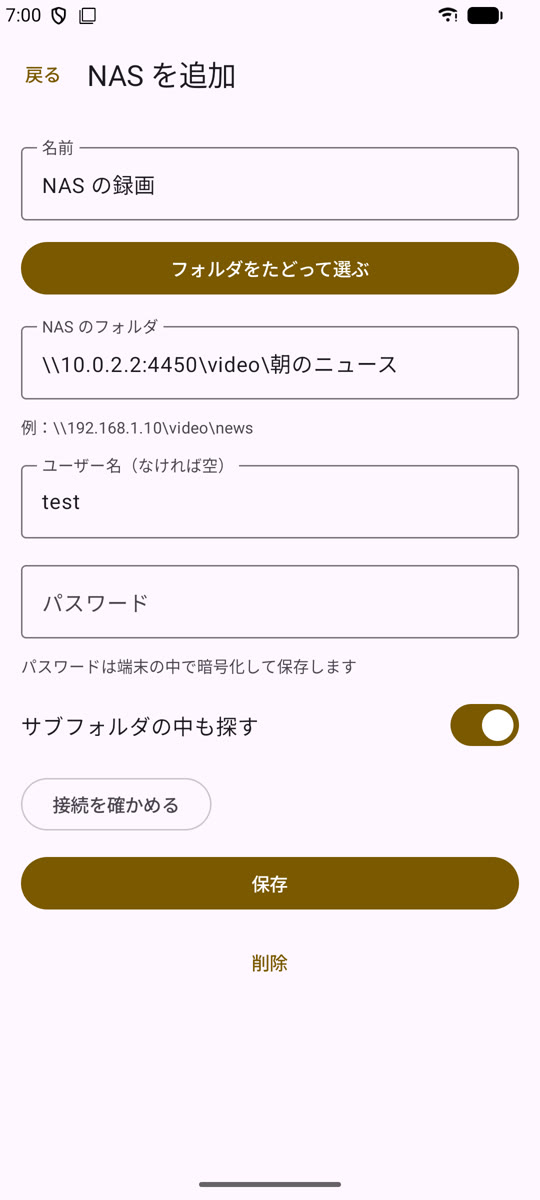 7:00
戻る NAS を追加
名前
NAS の録画
フォルダをたどって選ぶ
NAS のフォルダ
\\10.0.2.2:4450\video\朝のニュース
例：\\192.168.1.10\video\news
ユーザー名（なければ空）
test
パスワード
パスワードは端末の中で暗号化して保存します
サブフォルダの中も探す
接続を確かめる
保存
削除